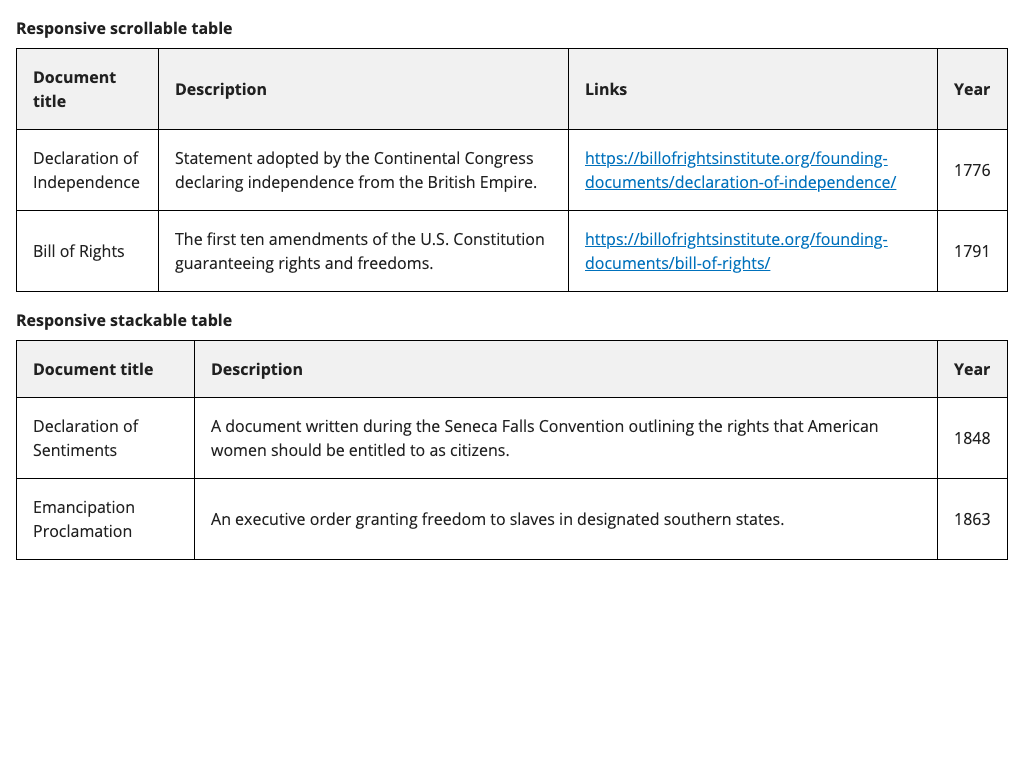 Responsive scrollable table
Document
title
Description
Links
Year
Declaration of
Independence
Statement adopted by the Continental Congress
declaring independence from the British Empire.
https://billofrightsinstitute.org/founding-
documents/declaration-of-independence/
1776
Bill of Rights
The first ten amendments of the U.S. Constitution
guaranteeing rights and freedoms.
https://billofrightsinstitute.org/founding-
documents/bill-of-rights/
1791
Responsive stackable table
Document title
Description
Year
Declaration of
Sentiments
A document written during the Seneca Falls Convention outlining the rights that American
women should be entitled to as citizens.
1848
Emancipation
Proclamation
An executive order granting freedom to slaves in designated southern states.
1863